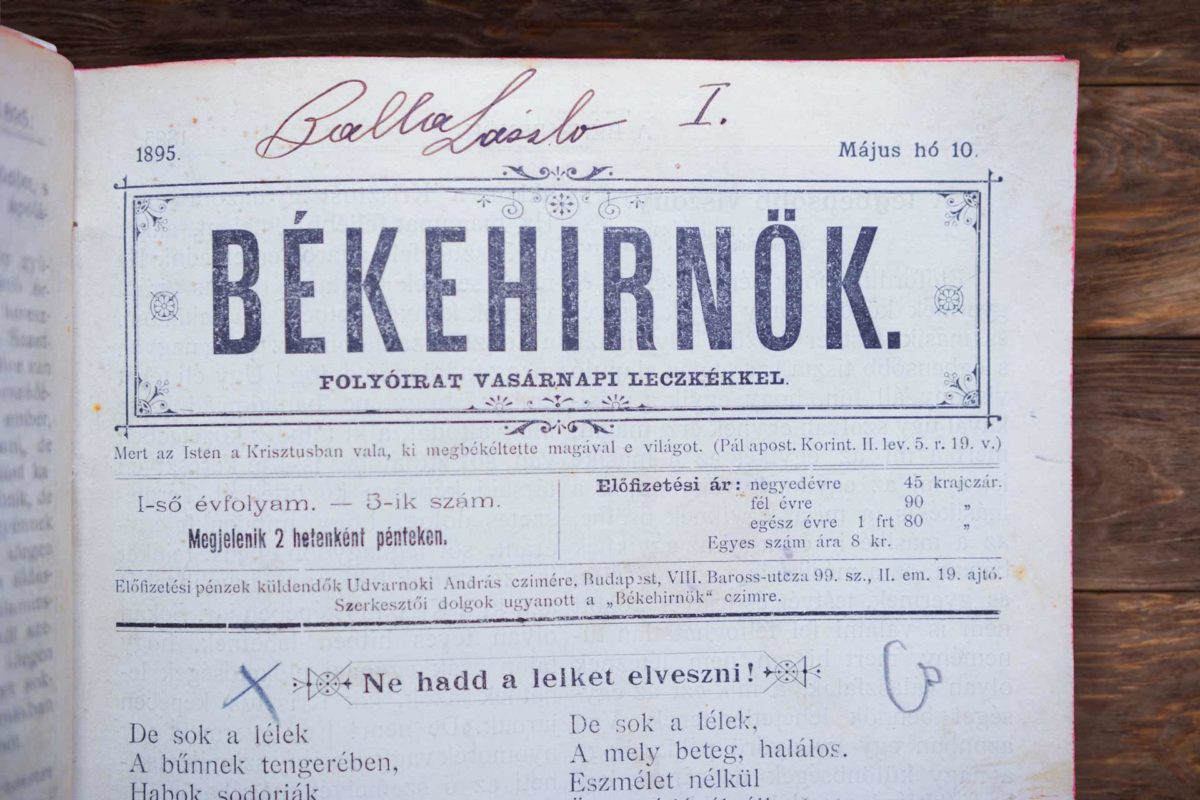 Balla László I.
1895.
Május hó 10.
BÉKEHIRNÖK.
FOLYÓIRAT VASÁRNAPI LECZKÉKKEL.
Mert az Isten a Krisztusban vala, ki megbékéltette magával e világot. (Pál apost. Korint. II. lev. 5. r. 19. v.)
I-ső évfolyam. — 3-ik szám.
Megjelenik 2 hetenként pénteken.
Előfizetési ár: negyedévre 45 krajczár.
fél évre 90 „
egész évre 1 frt 80 „
Egyes szám ára 8 kr.
Előfizetési pénzek küldendők Udvarnoki András czimére, Budapest, VIII. Baross-utcza 99. sz., II. em. 19. ajtó.
Szerkesztői dolgok ugyanott a „Békehirnök“ czimre.
Ne hadd a lelket elveszni!
De sok a lélek
A bűnnek tengerében,
Habok sodorják
De sok a lélek,
A mely beteg, halálos.
Eszmélet nélkül